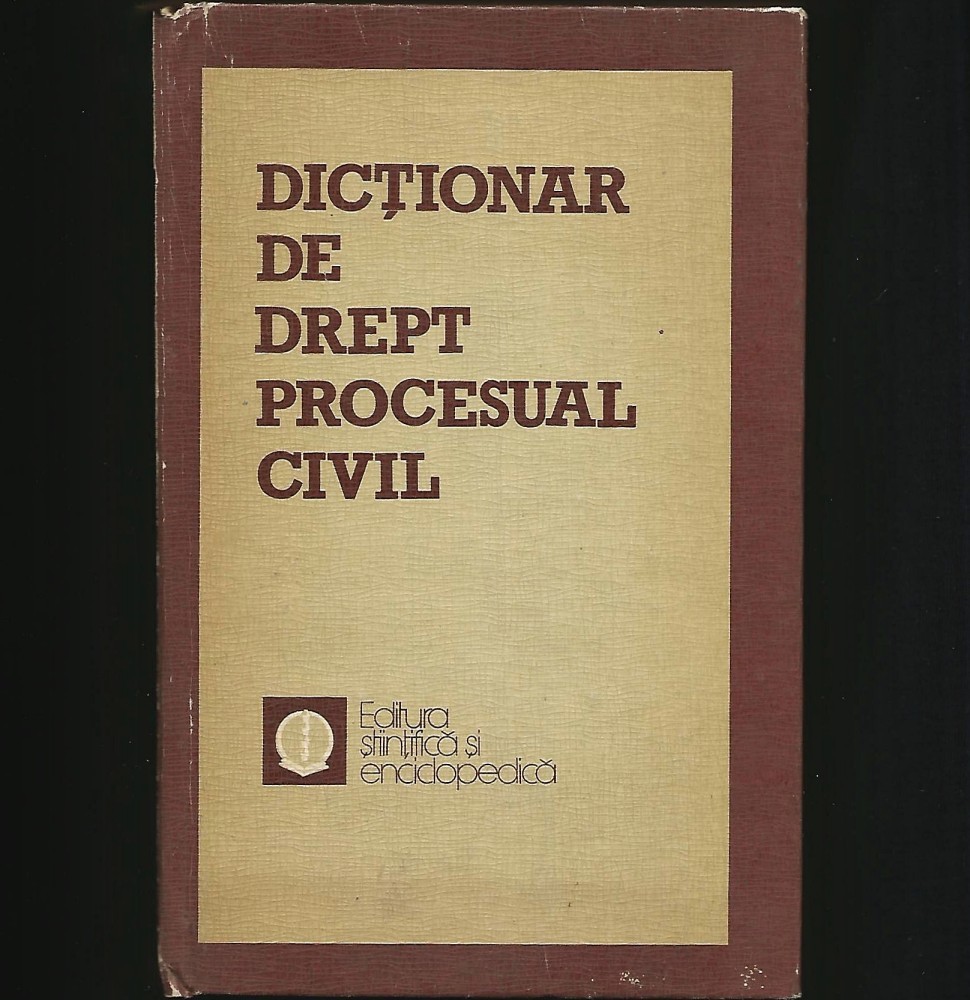 DICȚIONAR
DE
DREPT
PROCESUAL
CIVIL
Editura
științifică și
enciclopedică